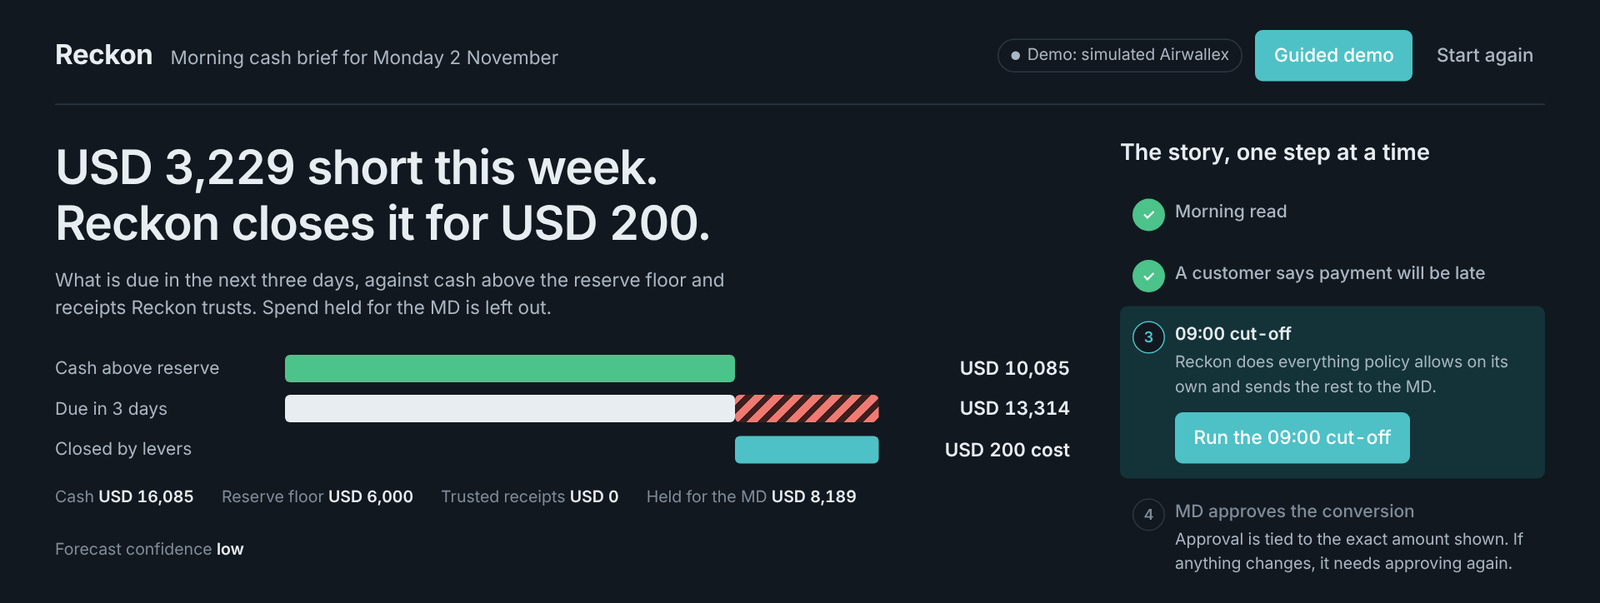 Reckon Morning cash brief for Monday 2 November
Demo: simulated Airwallex
Guided demo
Start again
USD 3,229 short this week.
Reckon closes it for USD 200.
What is due in the next three days, against cash above the reserve floor and
receipts Reckon trusts. Spend held for the MD is left out.
Cash above reserve USD 10,085
Due in 3 days USD 13,314
Closed by levers USD 200 cost
Cash USD 16,085 Reserve floor USD 6,000 Trusted receipts USD 0 Held for the MD USD 8,189
Forecast confidence low
The story, one step at a time
Morning read
A customer says payment will be late
3 09:00 cut-off
Reckon does everything policy allows on its
own and sends the rest to the MD.
Run the 09:00 cut-off
4 MD approves the conversion
Approval is tied to the exact amount shown. If
anything changes, it needs approving again.